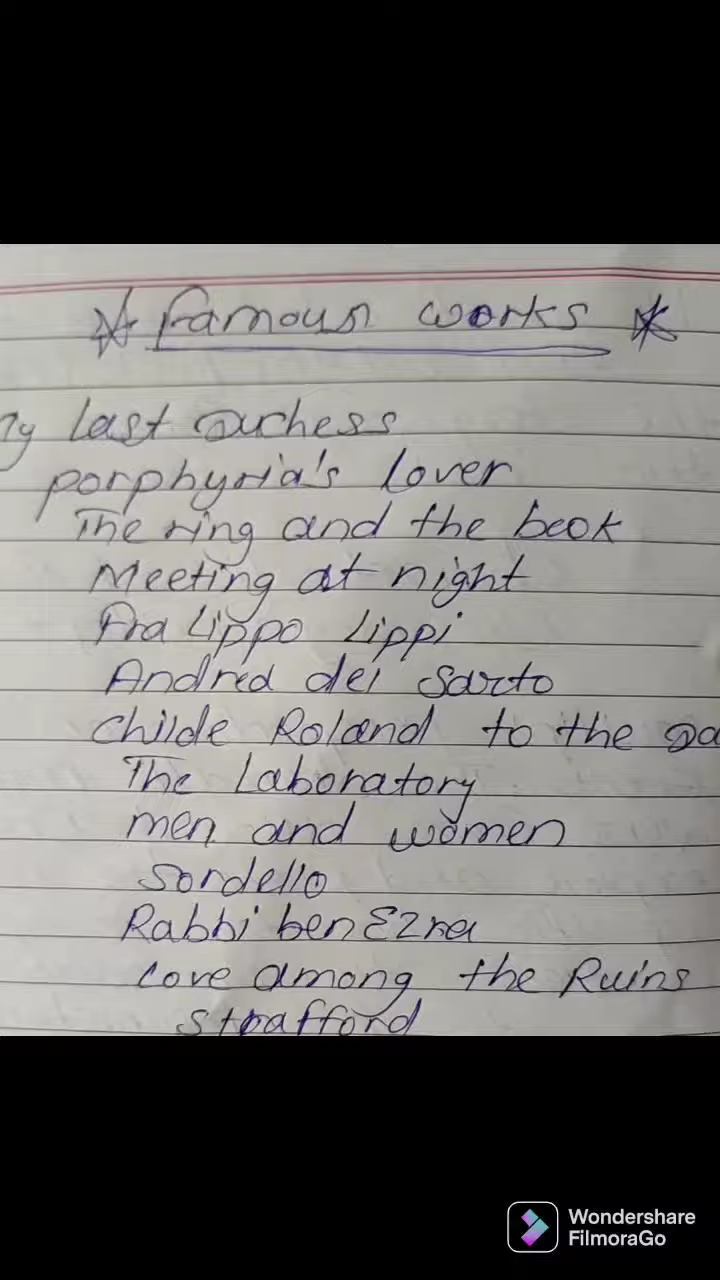 Famous works
my last Duchess
porphyria's lover
The ring and the book
Meeting at night
Fra Lippo Lippi
Andrea del Sarto
Childe Roland to the Da
The Laboratory
men and women
Sordello
Rabbi ben Ezra
Love among the Ruins
Strafford
Wondershare
FilmoraGo